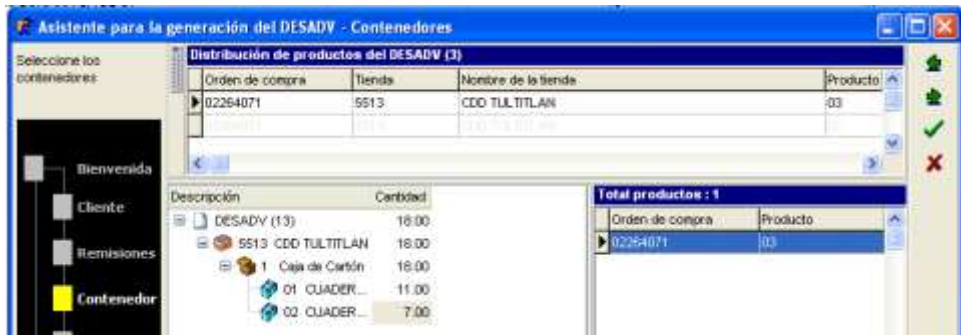 Asistente para la generación del DESADV - Contenedores
Seleccione los
contenedores
Distribución de productos del DESADV (3)
Orden de compra Tienda Nombre de la tienda Producto
02264071 5513 CDD TULTITLAN 03
Bienvenida
Cliente
Remisiones
Contenedor
Descripción Cantidad
DESADV (13) 18.00
5513 CDD TULTITLAN 18.00
1 Caja de Cartón 18.00
01 CUADER... 11.00
02 CUADER... 7.00
Total productos : 1
Orden de compra Producto
02264071 03